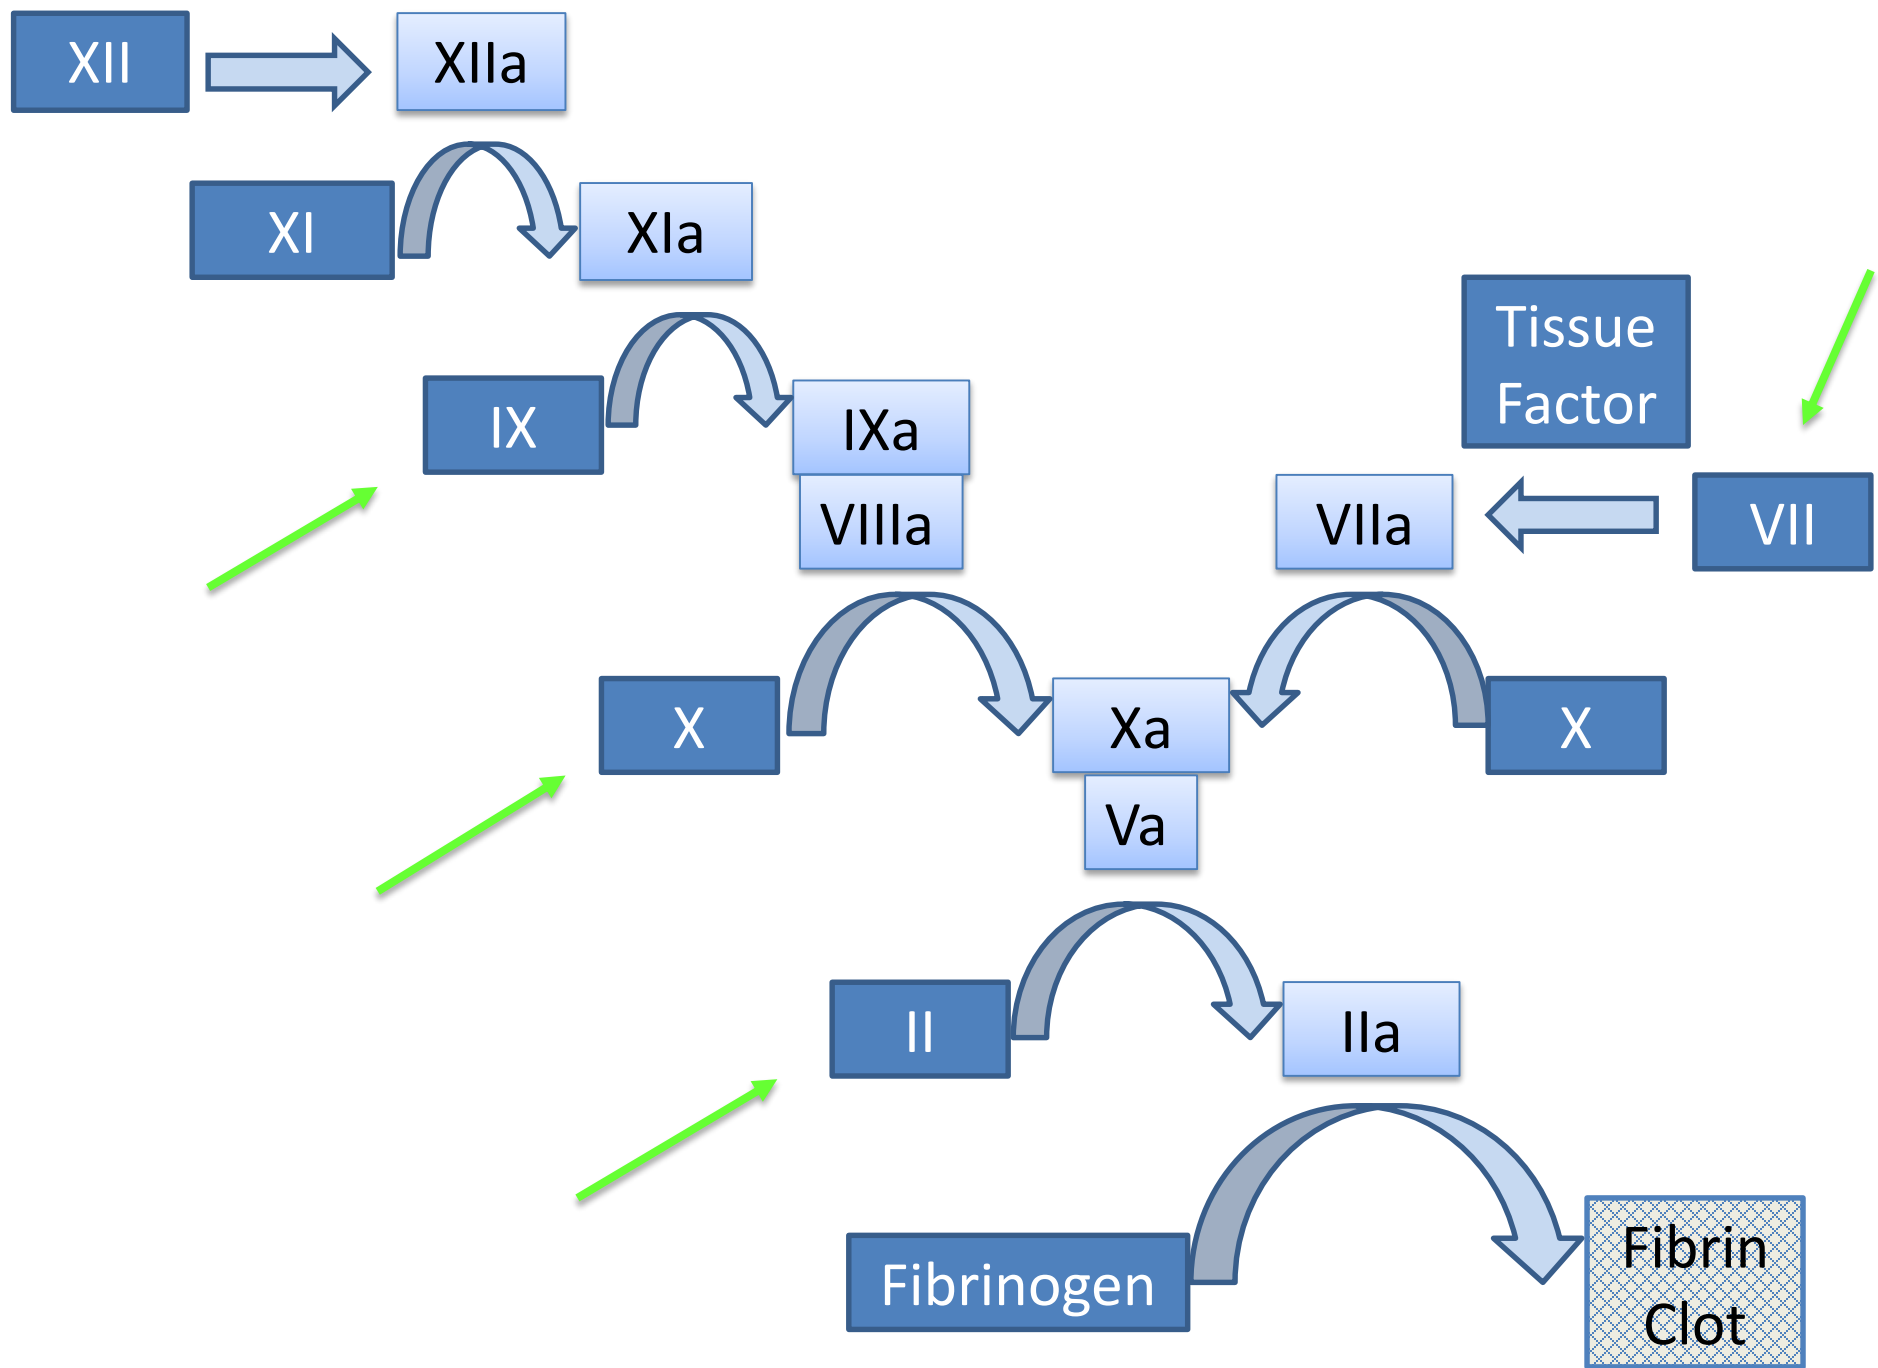 XII
XIIa
XI
XIa
Tissue
Factor
IX
IXa
VIIIa
VIIa
VII
X
Xa
X
Va
II
IIa
Fibrinogen
Fibrin
Clot